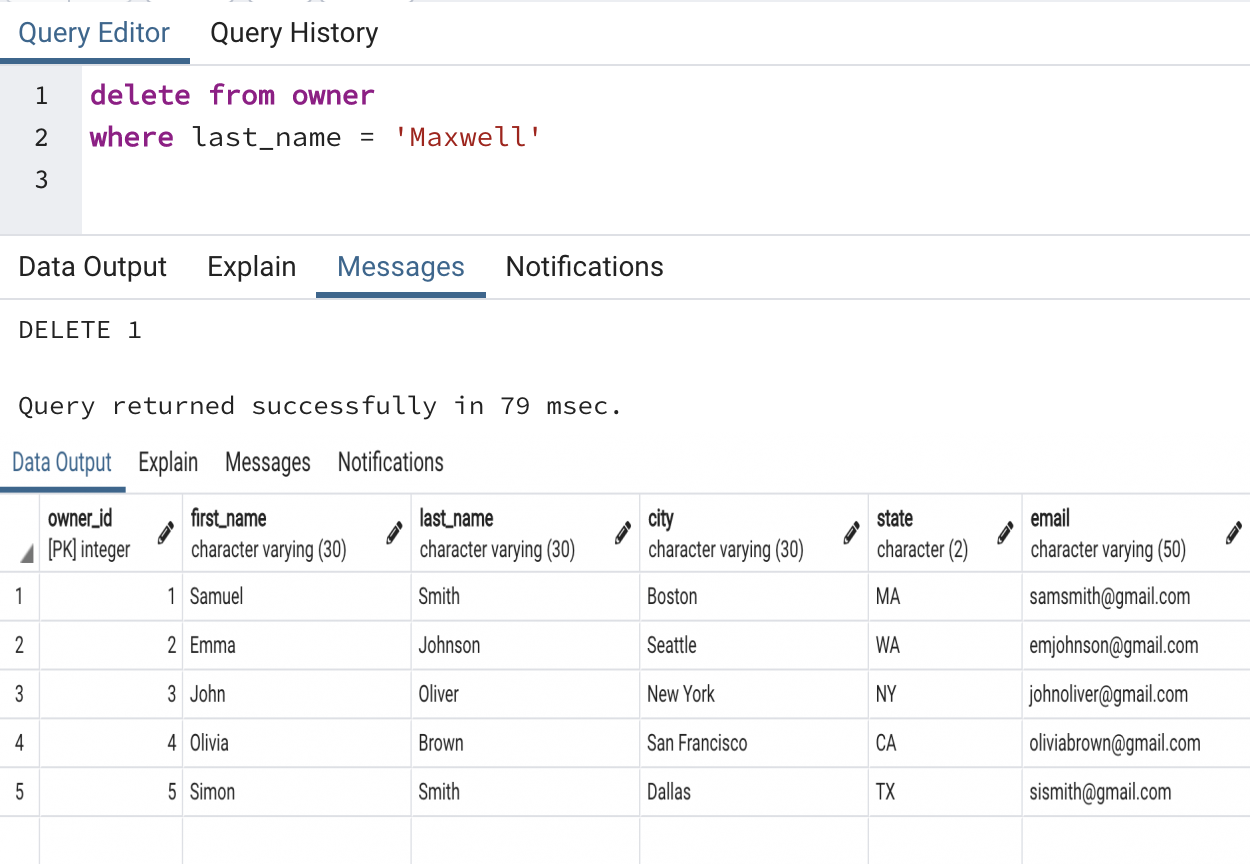 Query Editor Query History
1 delete from owner
2 where last_name = 'Maxwell'
3
Data Output Explain Messages Notifications
DELETE 1
Query returned successfully in 79 msec.
Data Output Explain Messages Notifications
owner_id first_name last_name city state email
[PK] integer character varying (30) character varying (30) character varying (30) character (2) character varying (50)
1 1 Samuel Smith Boston MA samsmith@gmail.com
2 2 Emma Johnson Seattle WA emjohnson@gmail.com
3 3 John Oliver New York NY johnoliver@gmail.com
4 4 Olivia Brown San Francisco CA oliviabrown@gmail.com
5 5 Simon Smith Dallas TX sismith@gmail.com